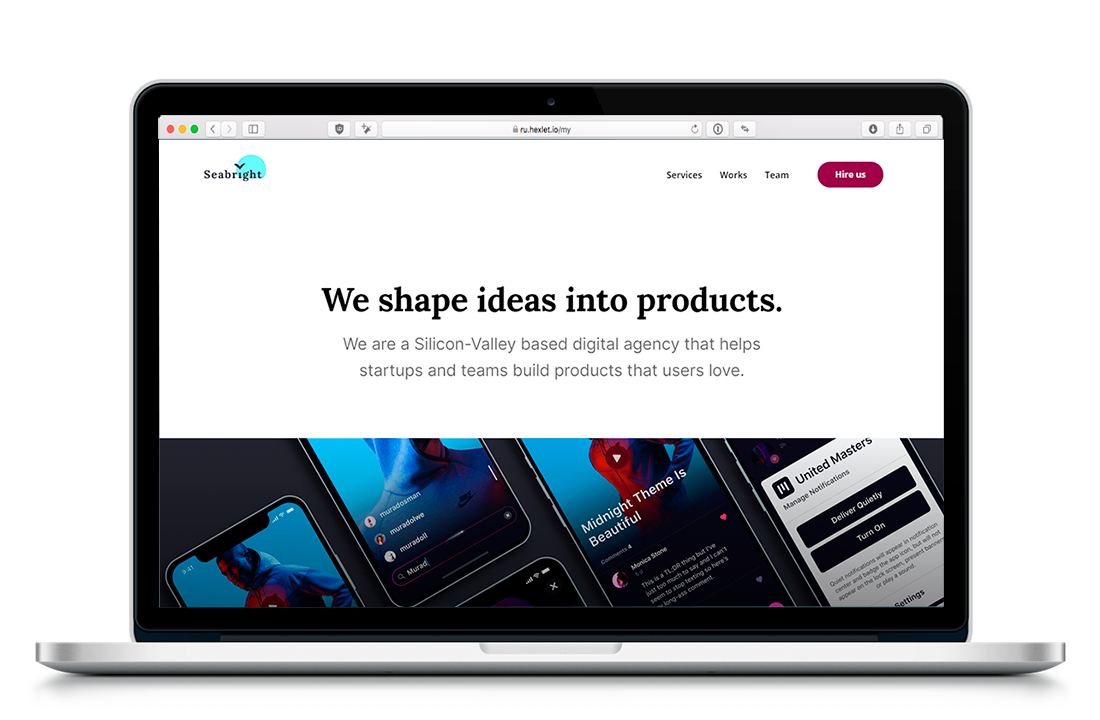 ru.hexlet.io/my
Seabright
Services
Works
Team
Hire us
We shape ideas into products.
We are a Silicon-Valley based digital agency that helps
startups and teams build products that users love.
9:41
muradosman
muradolwe
muradoll
Murad
Midnight Theme Is
Beautiful
Comments 4
Monica Stone
This is a TL;DR thing but I've
just too much to say and I can't
seem to stop texting so here's
long-ass comment.
United Masters
Manage Notifications
Deliver Quietly
Turn On
Quiet notifications will appear in notification
center and badge the app icon, but will not
appear on the lock screen, present banner
or play a sound.
Settings